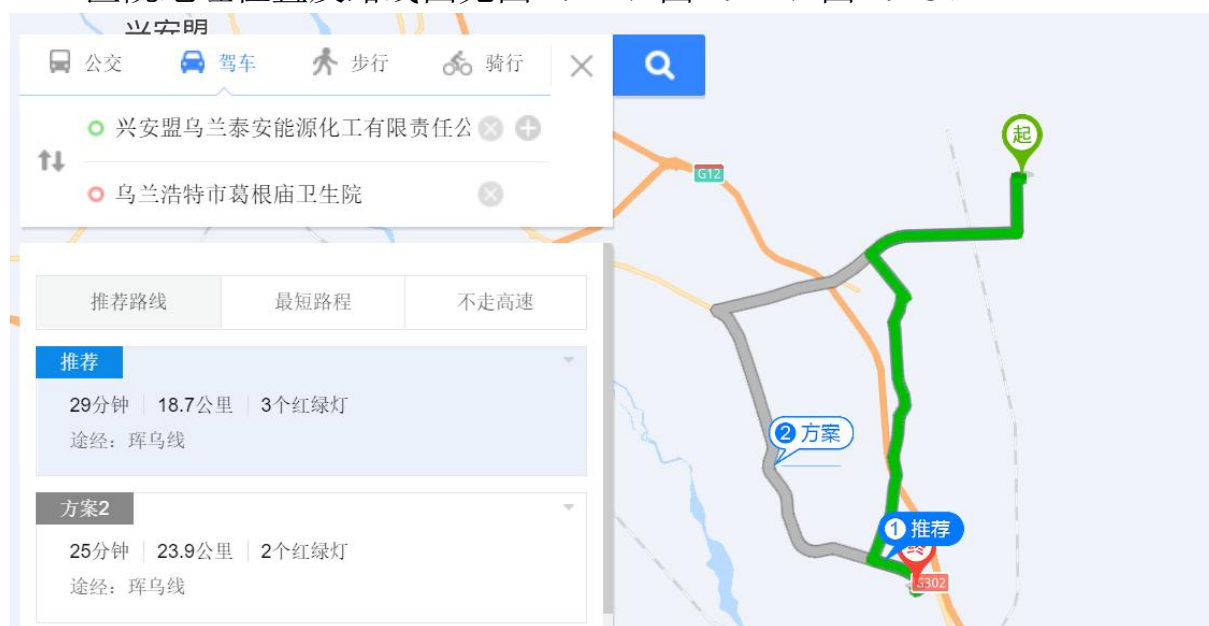 兴安盟
公交 驾车 步行 骑行
兴安盟乌兰泰安能源化工有限责任公
乌兰浩特市葛根庙卫生院
推荐路线 最短路程 不走高速
推荐
29分钟 18.7公里 3个红绿灯
途经：珲乌线
方案2
25分钟 23.9公里 2个红绿灯
途经：珲乌线
起
G12
2 方案
1 推荐
终
G302